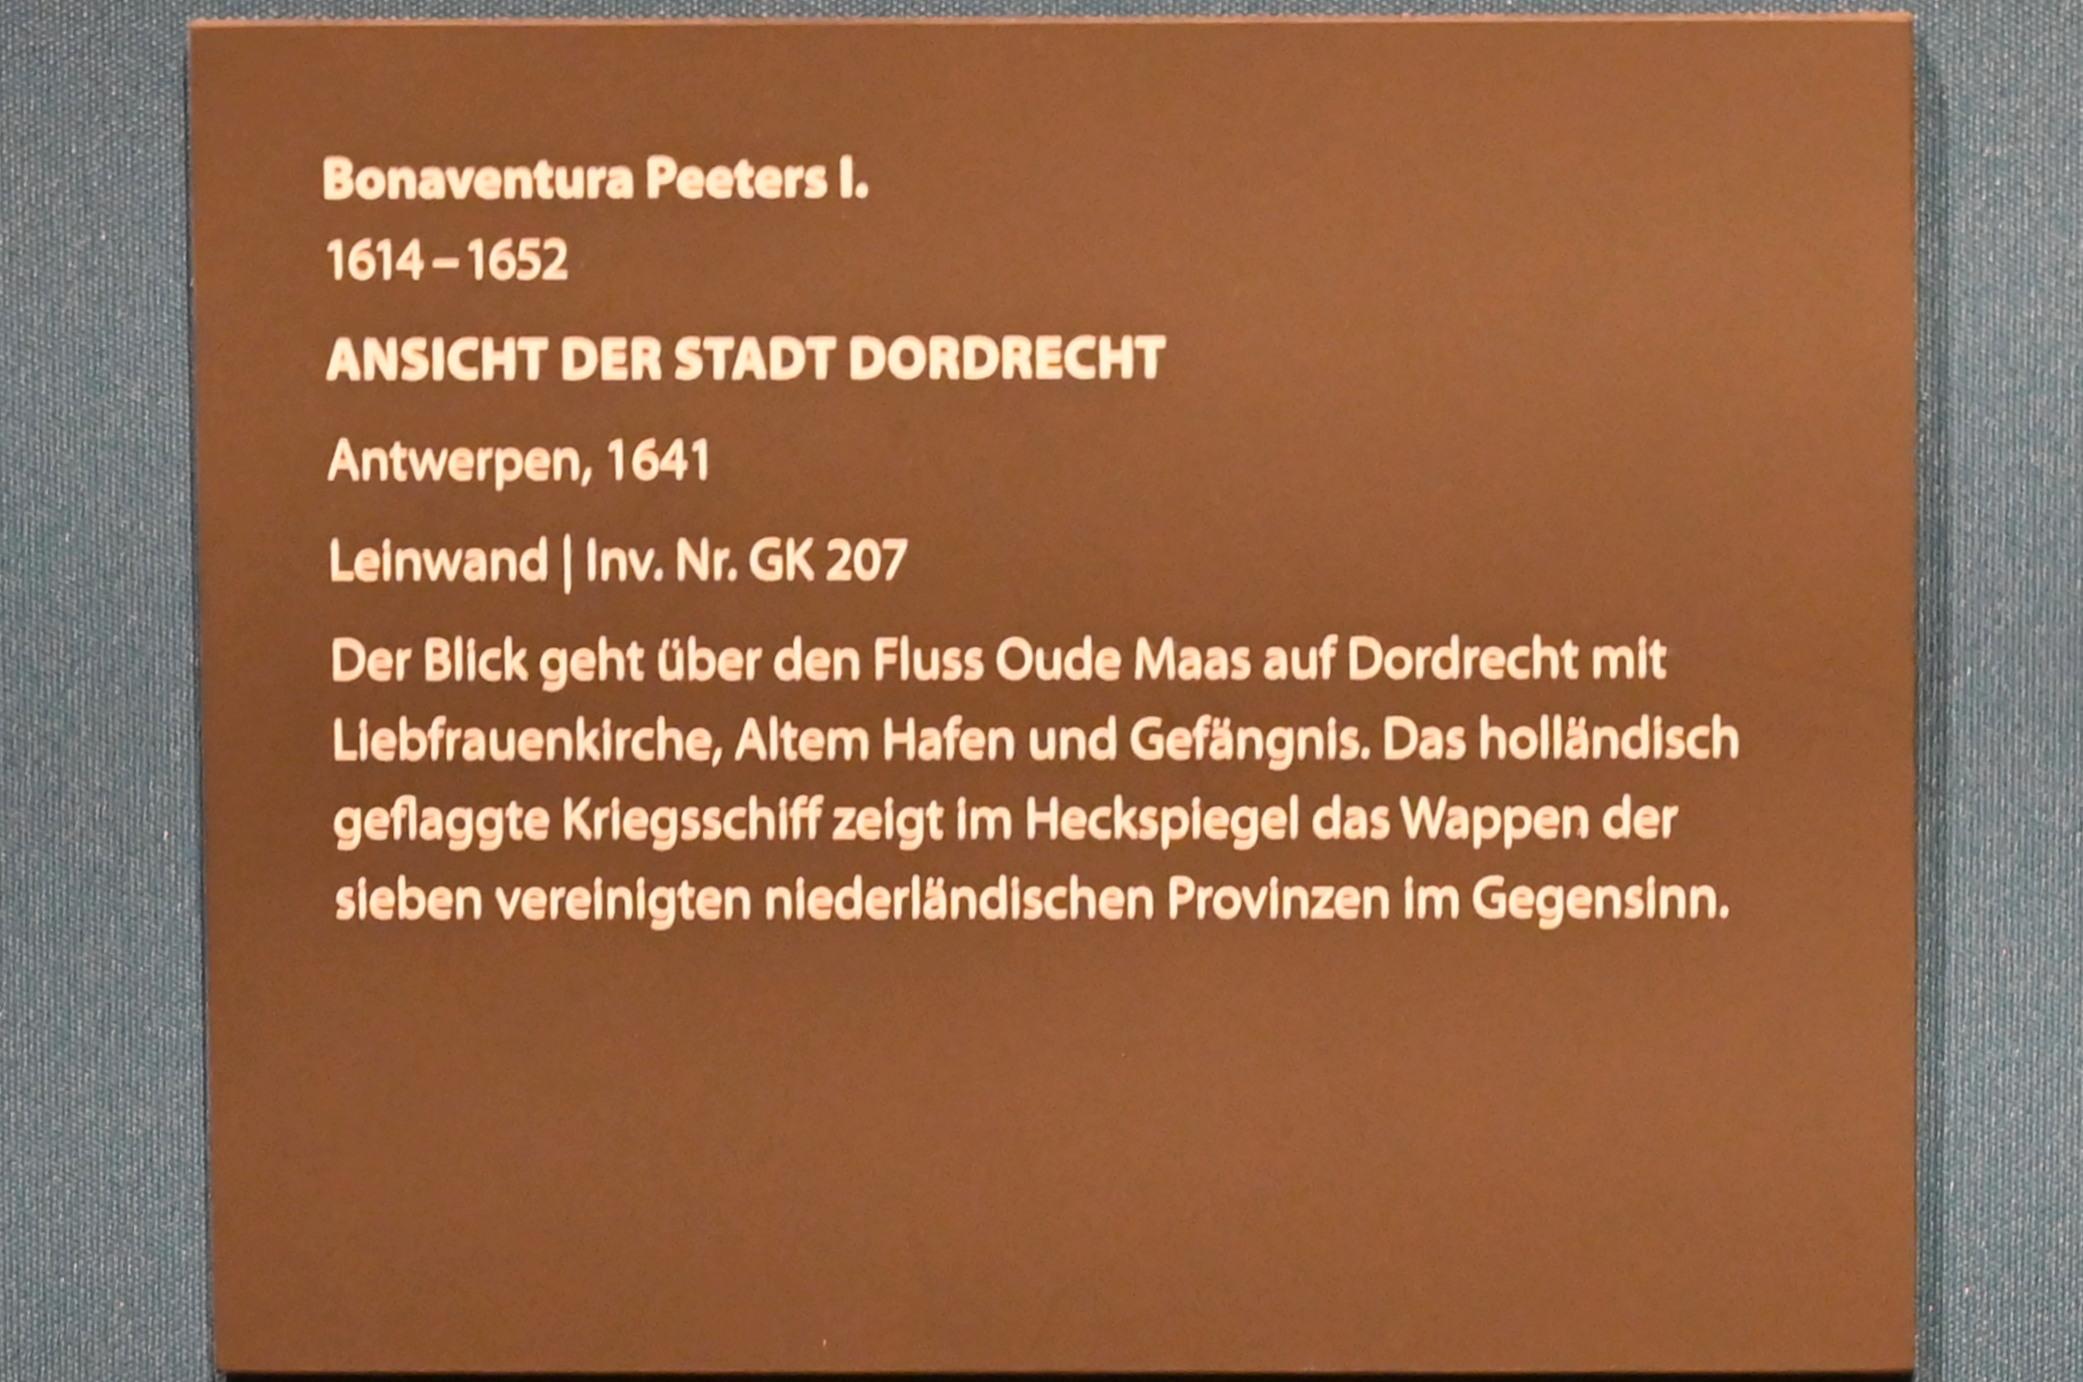 Bonaventura Peeters I.
1614 – 1652
ANSICHT DER STADT DORDRECHT
Antwerpen, 1641
Leinwand | Inv. Nr. GK 207
Der Blick geht über den Fluss Oude Maas auf Dordrecht mit
Liebfrauenkirche, Altem Hafen und Gefängnis. Das holländisch
geflaggte Kriegsschiff zeigt im Heckspiegel das Wappen der
sieben vereinigten niederländischen Provinzen im Gegensinn.